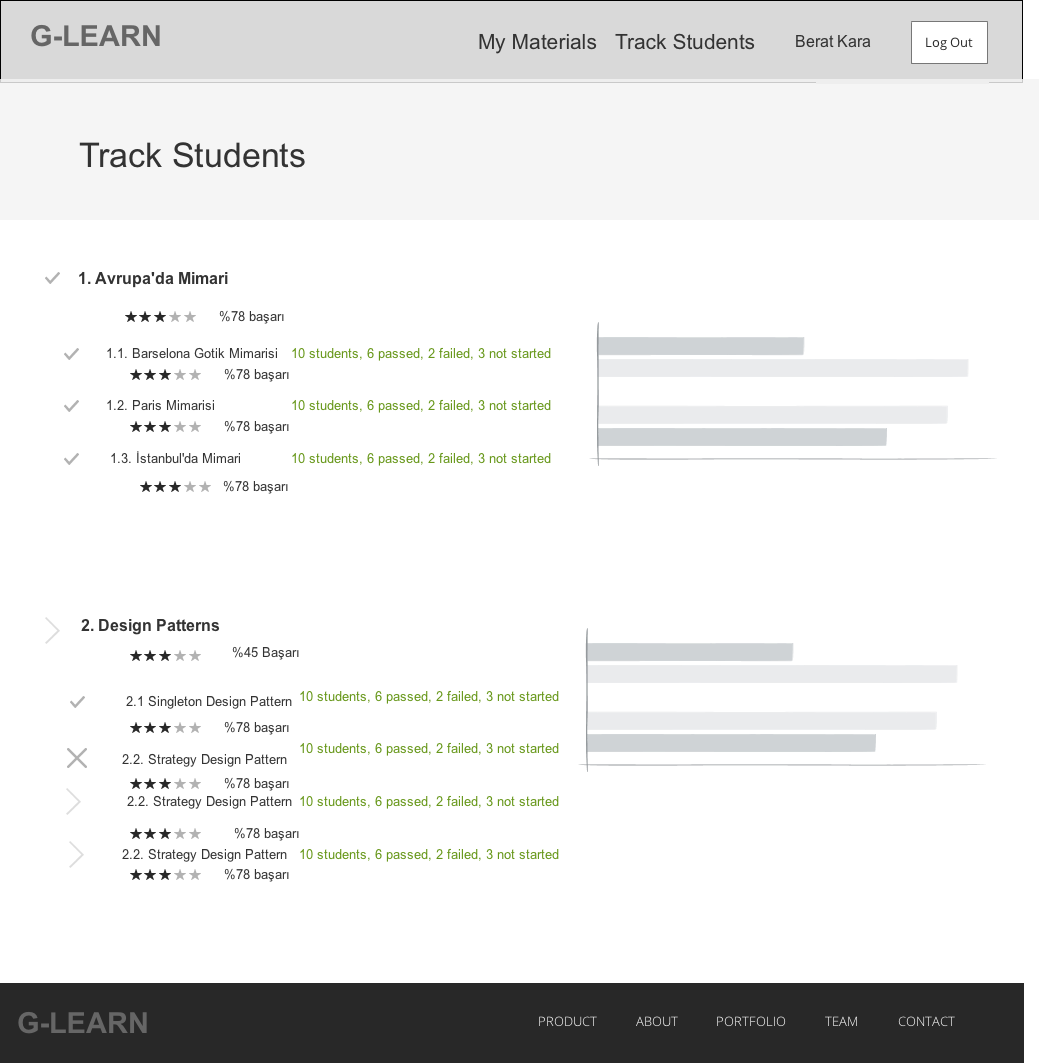 G-LEARN
My Materials Track Students Berat Kara Log Out
Track Students
1. Avrupa'da Mimari
%78 başarı
1.1. Barselona Gotik Mimarisi 10 students, 6 passed, 2 failed, 3 not started
%78 başarı
1.2. Paris Mimarisi 10 students, 6 passed, 2 failed, 3 not started
%78 başarı
1.3. İstanbul'da Mimari 10 students, 6 passed, 2 failed, 3 not started
%78 başarı
2. Design Patterns
%45 Başarı
2.1 Singleton Design Pattern 10 students, 6 passed, 2 failed, 3 not started
%78 başarı
2.2. Strategy Design Pattern 10 students, 6 passed, 2 failed, 3 not started
%78 başarı
2.2. Strategy Design Pattern 10 students, 6 passed, 2 failed, 3 not started
%78 başarı
2.2. Strategy Design Pattern 10 students, 6 passed, 2 failed, 3 not started
%78 başarı
G-LEARN PRODUCT ABOUT PORTFOLIO TEAM CONTACT